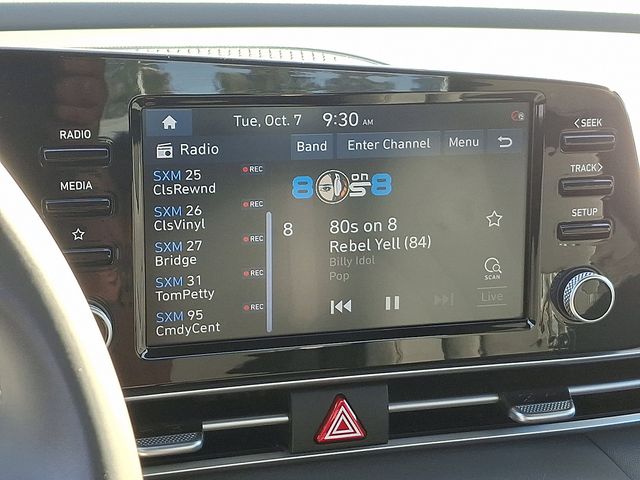 Tue, Oct. 7 9:30 AM
Radio Band Enter Channel Menu
SXM 25 REC
ClsRewnd
SXM 26 REC
ClsVinyl
SXM 27 REC
Bridge
SXM 31 REC
TomPetty
SXM 95 REC
CmdyCent
8 on 8
8
80s on 8
Rebel Yell (84)
Billy Idol
Pop
SCAN
Live
RADIO
MEDIA
<SEEK
TRACK>
SETUP